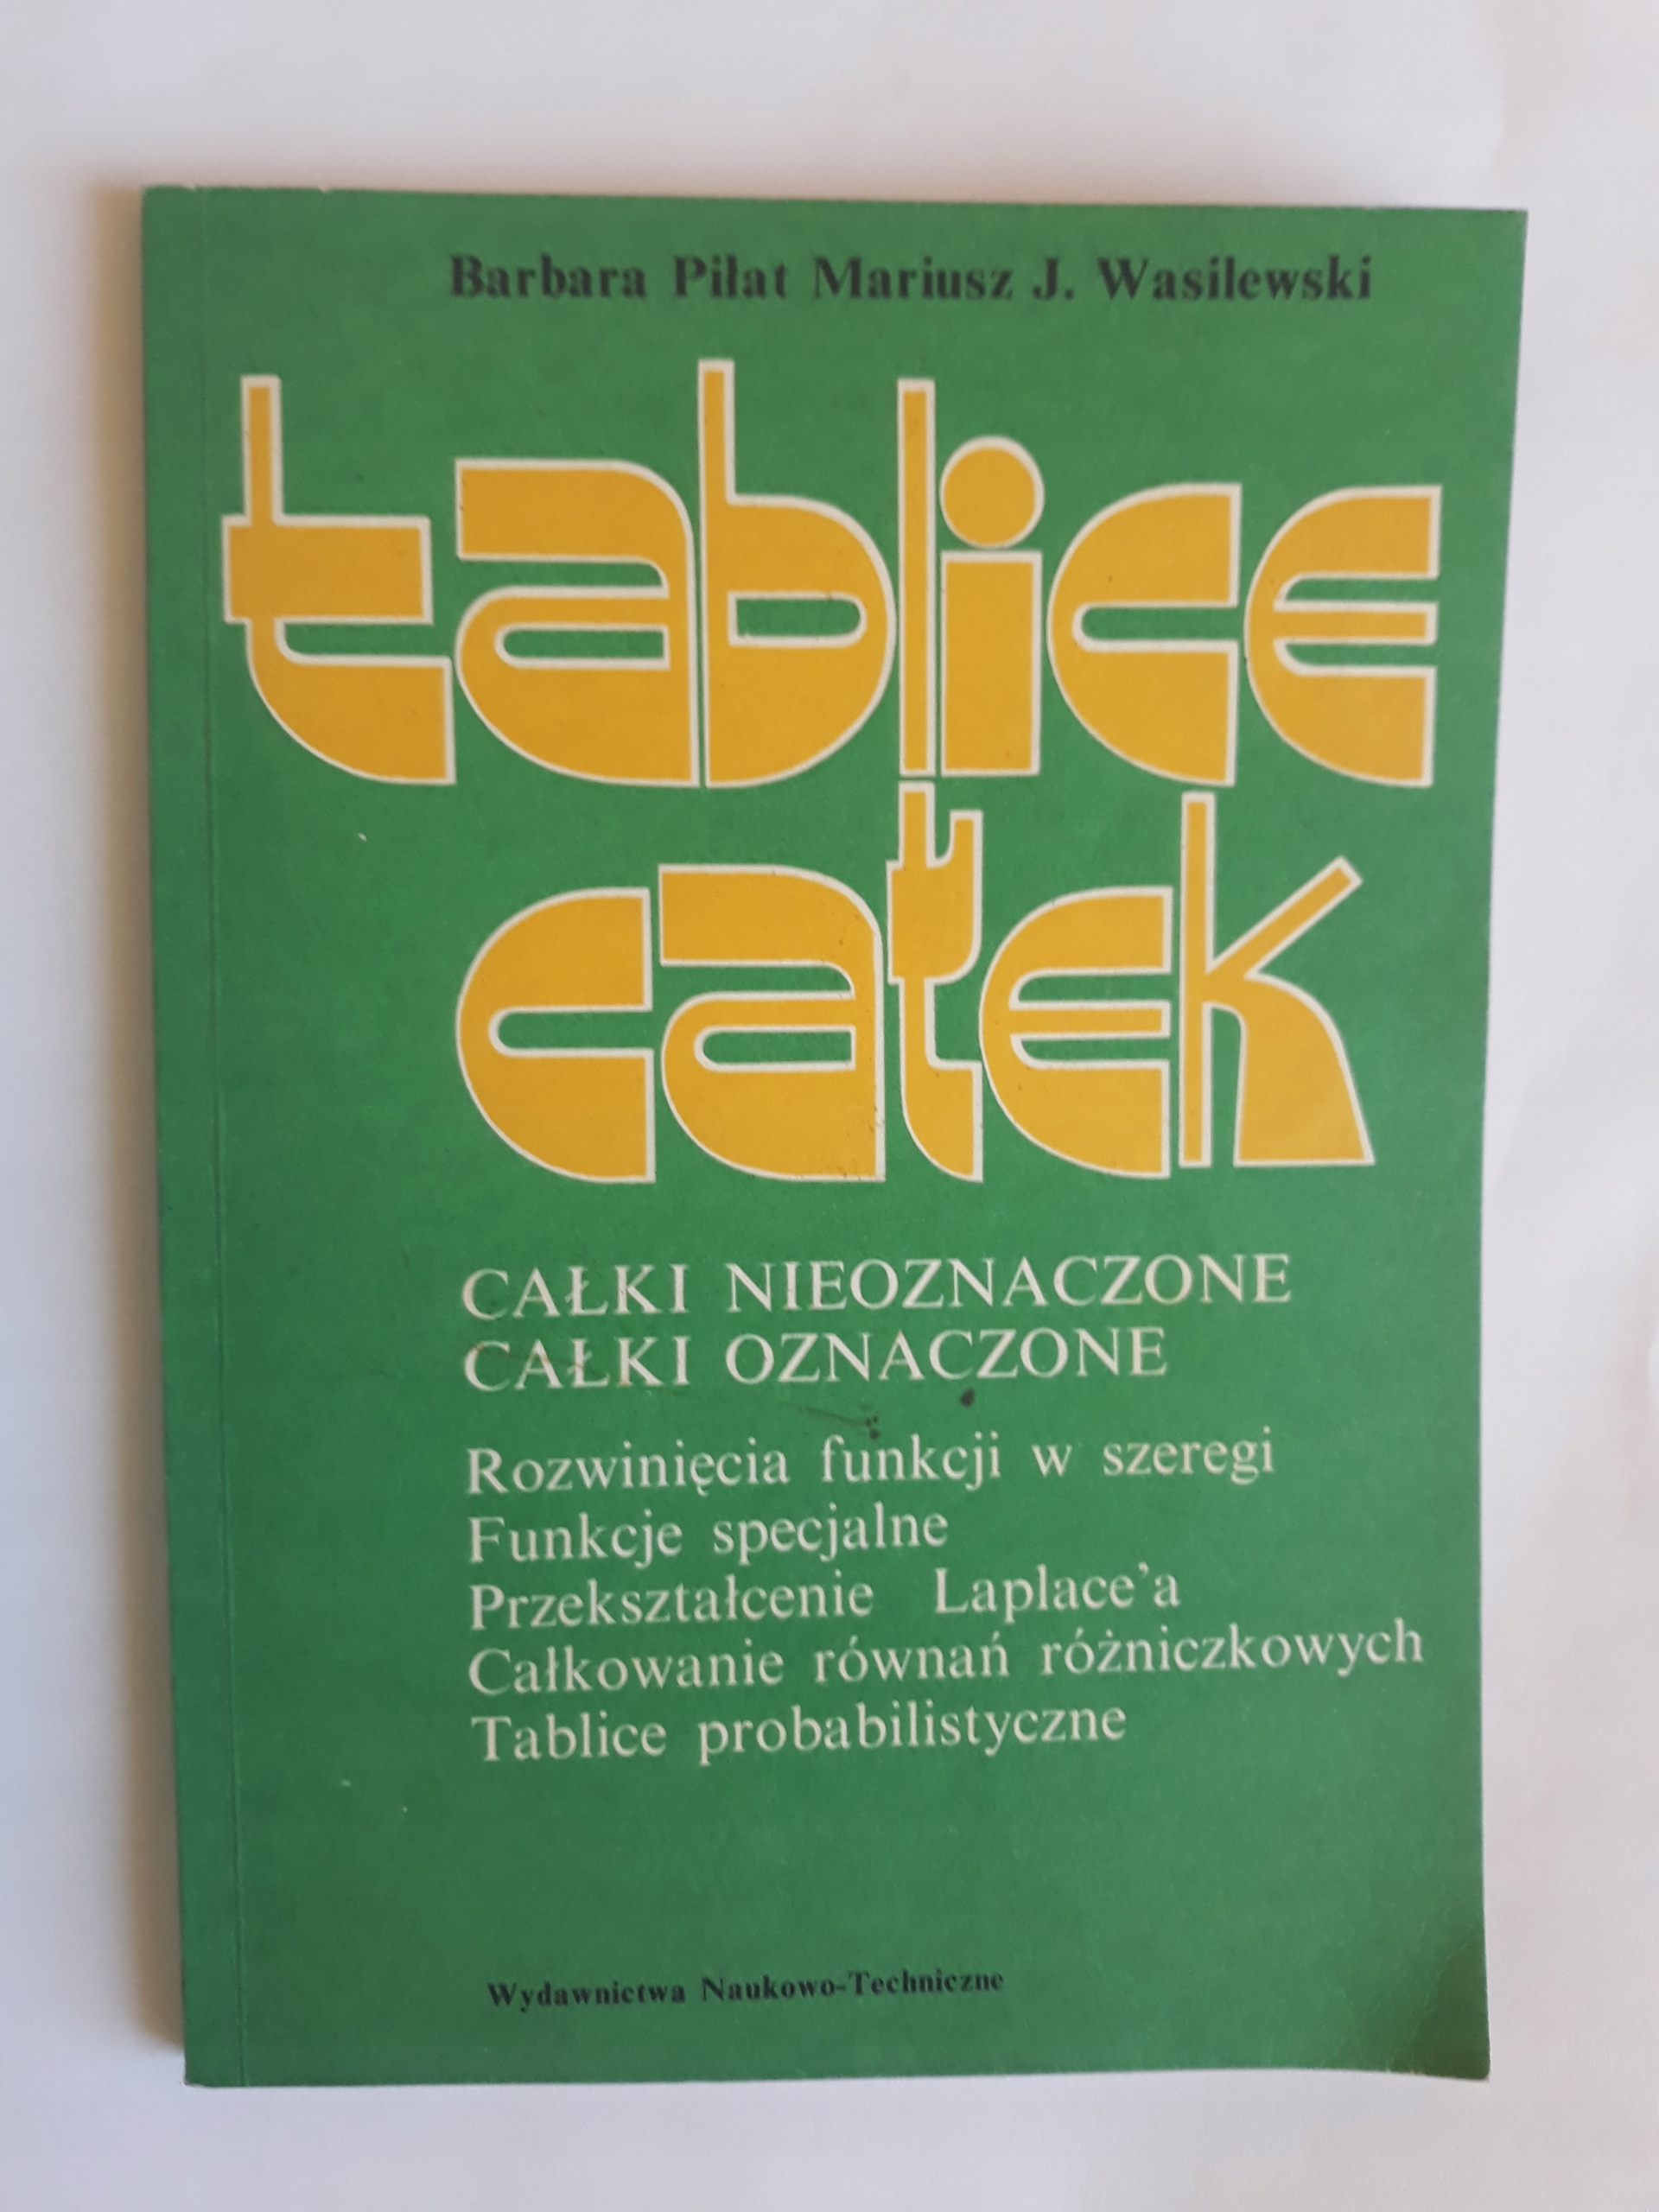 Barbara Piłat Mariusz J. Wasilewski
tablice
całek
CAŁKI NIEOZNACZONE
CAŁKI OZNACZONE
Rozwinięcia funkcji w szeregi
Funkcje specjalne
Przekształcenie Laplace'a
Całkowanie równań różniczkowych
Tablice probabilistyczne
Wydawnictwa Naukowo-Techniczne